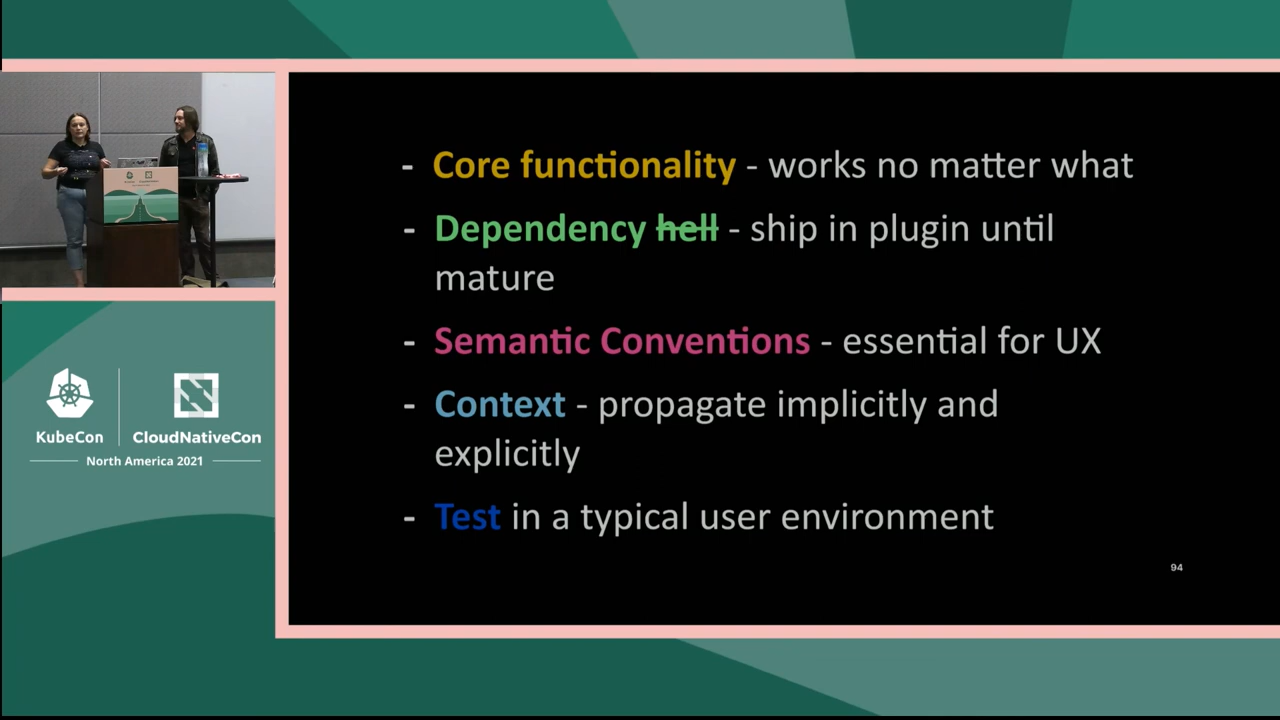 - Core functionality - works no matter what
- Dependency hell - ship in plugin until
mature
- Semantic Conventions - essential for UX
- Context - propagate implicitly and
explicitly
- Test in a typical user environment
94
KubeCon
CloudNativeCon
North America 2021